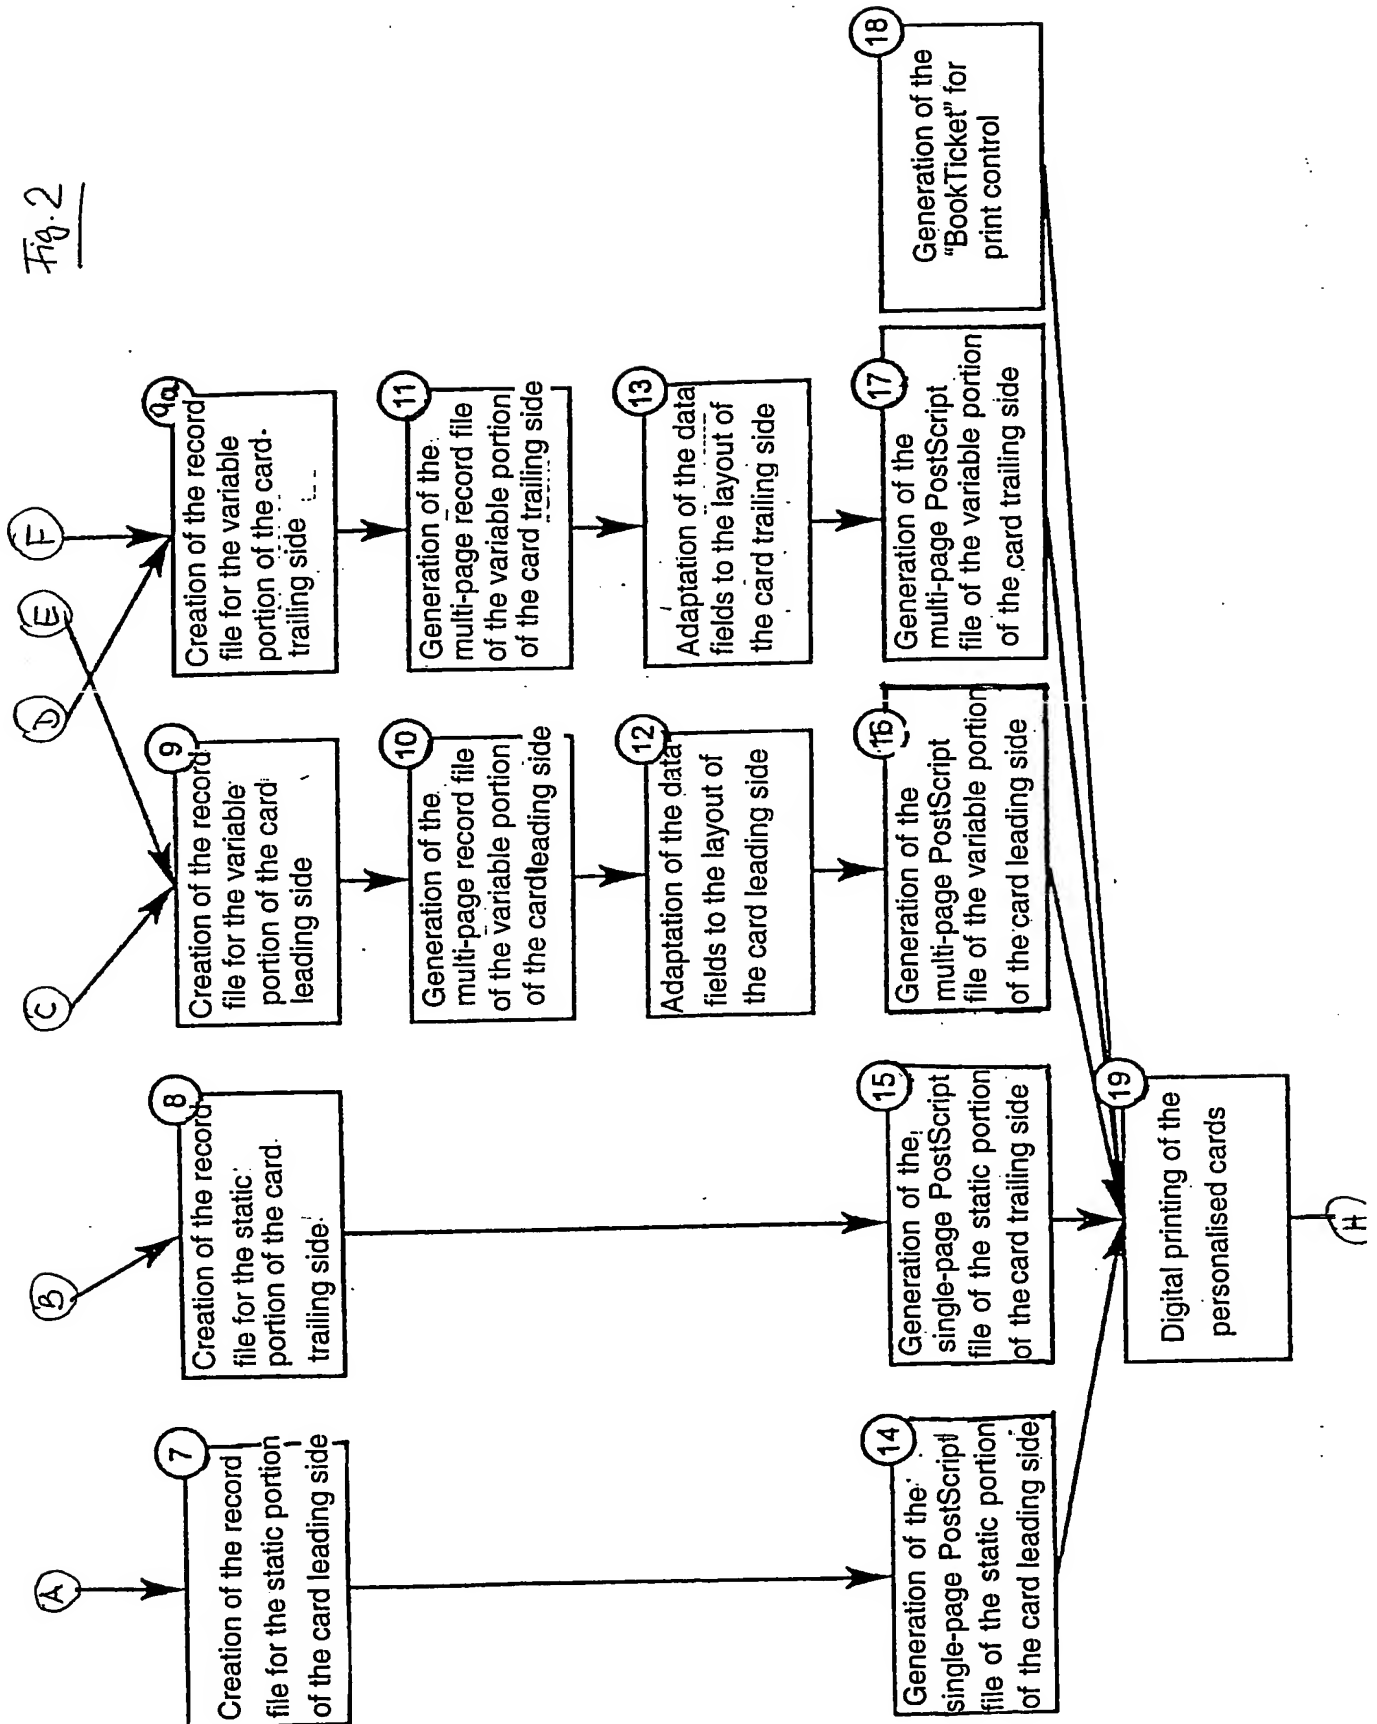 Fig. 2
A
B
C
D
E
F
7
Creation of the record
file for the static portion
of the card leading side
8
Creation of the record
file for the static
portion of the card
trailing side
9
Creation of the record
file for the variable
portion of the card
leading side
9a
Creation of the record
file for the variable
portion of the card-
trailing side
10
Generation of the
multi-page record file
of the variable portion
of the card leading side
11
Generation of the
multi-page record file
of the variable portion
of the card trailing side
12
Adaptation of the data
fields to the layout of
the card leading side
13
Adaptation of the data
fields to the layout of
the card trailing side
14
Generation of the
single-page PostScript
file of the static portion
of the card leading side
15
Generation of the
single-page PostScript
file of the static portion
of the card trailing side
16
Generation of the
multi-page PostScript
file of the variable portion
of the card leading side
17
Generation of the
multi-page PostScript
file of the variable portion
of the card trailing side
18
Generation of the
"BookTicket" for
print control
19
Digital printing of the
personalised cards
H